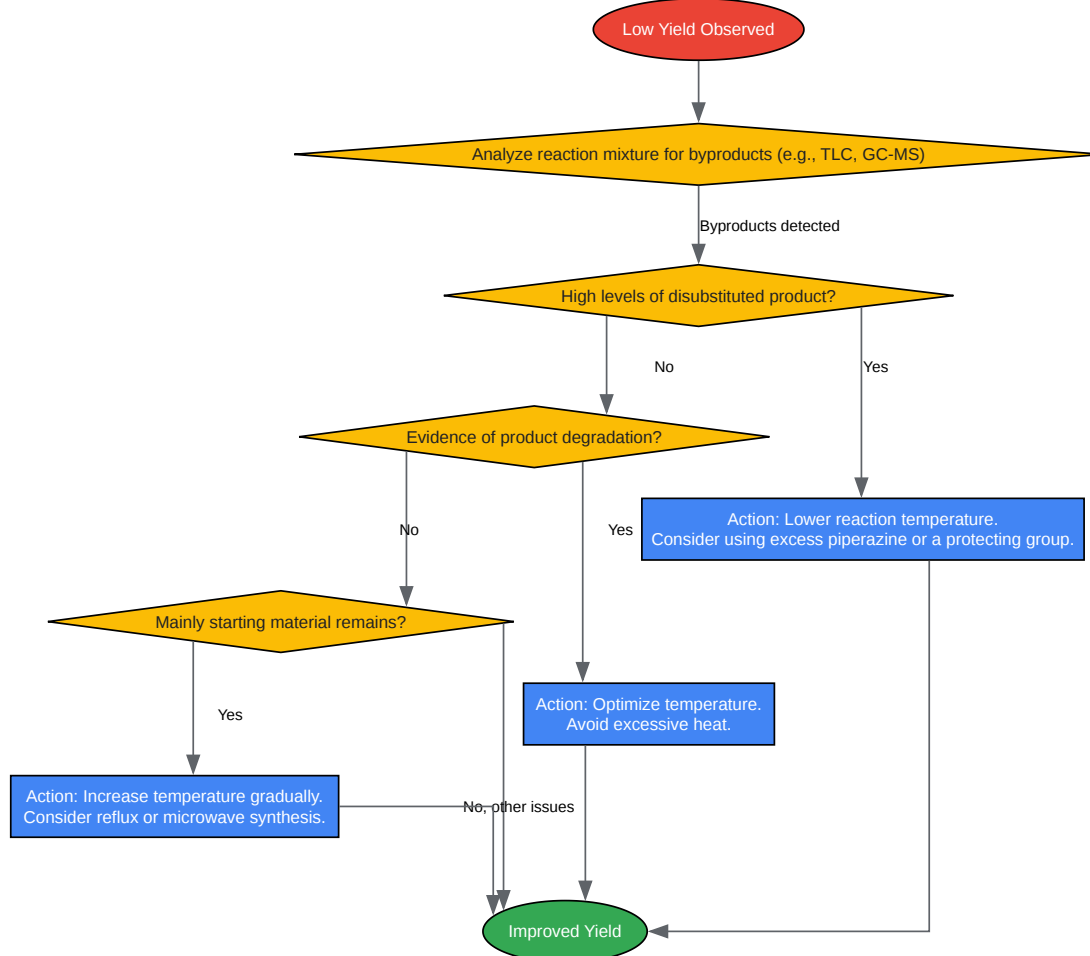 Low Yield Observed
Analyze reaction mixture for byproducts (e.g., TLC, GC-MS)
Byproducts detected
High levels of disubstituted product?
No
Yes
Evidence of product degradation?
Action: Lower reaction temperature.
Consider using excess piperazine or a protecting group.
No
Yes
Mainly starting material remains?
Action: Optimize temperature.
Avoid excessive heat.
Yes
Action: Increase temperature gradually.
Consider reflux or microwave synthesis.
No, other issues
Improved Yield